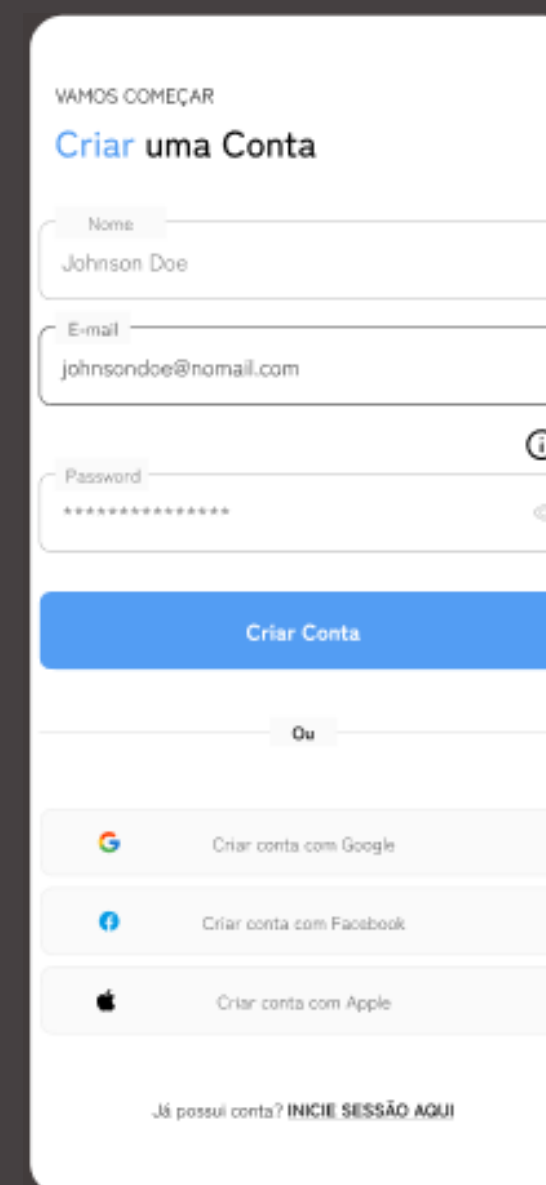 VAMOS COMEÇAR
Criar uma Conta
Nome
Johnson Doe
E-mail
johnsondoe@nomail.com
Password
***************
Criar Conta
Ou
Criar conta com Google
Criar conta com Facebook
Criar conta com Apple
Já possui conta? INICIE SESSÃO AQUI